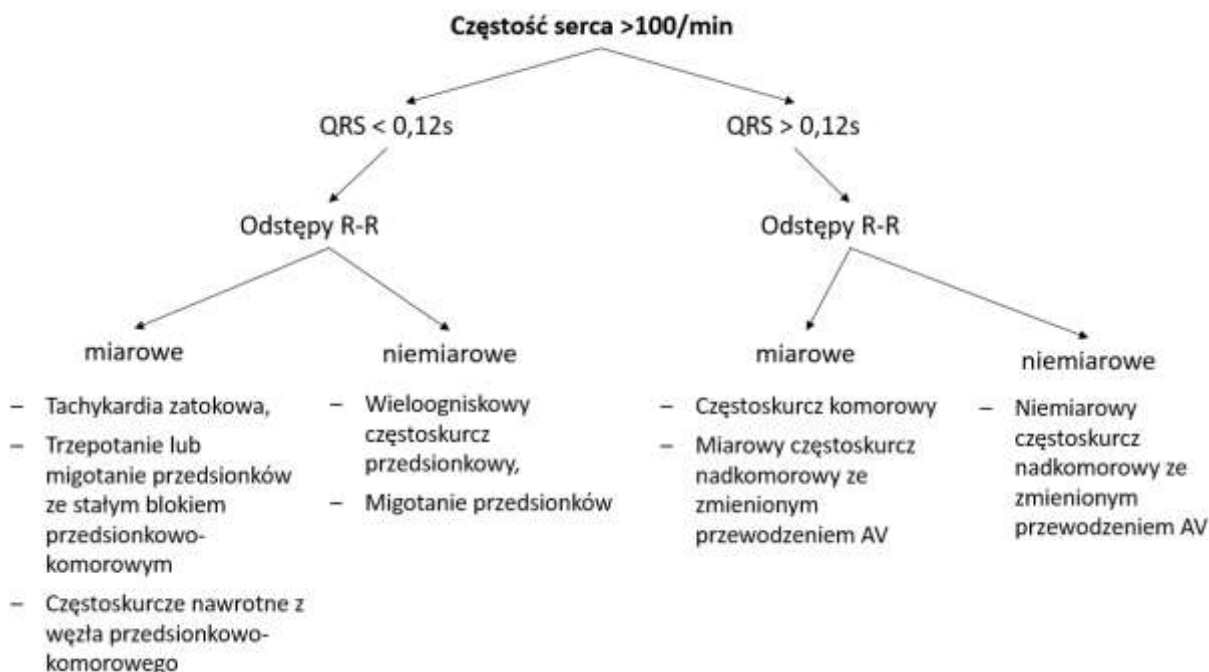 Częstość serca >100/min
QRS < 0,12s
QRS > 0,12s
Odstępy R-R
Odstępy R-R
miarowe
niemiarowe
miarowe
niemiarowe
– Tachykardia zatokowa,
– Trzepotanie lub
migotanie przedsionków
ze stałym blokiem
przedsionkowo-
komorowym
– Częstoskurcze nawrotne z
węzła przedsionkowo-
komorowego
– Wieloogniskowy
częstoskurcz
przedsionkowy,
– Migotanie przedsionków
– Częstoskurcz komorowy
– Miarowy częstoskurcz
nadkomorowy ze
zmienionym
przewodzeniem AV
– Niemiarowy
częstoskurcz
nadkomorowy ze
zmienionym
przewodzeniem AV